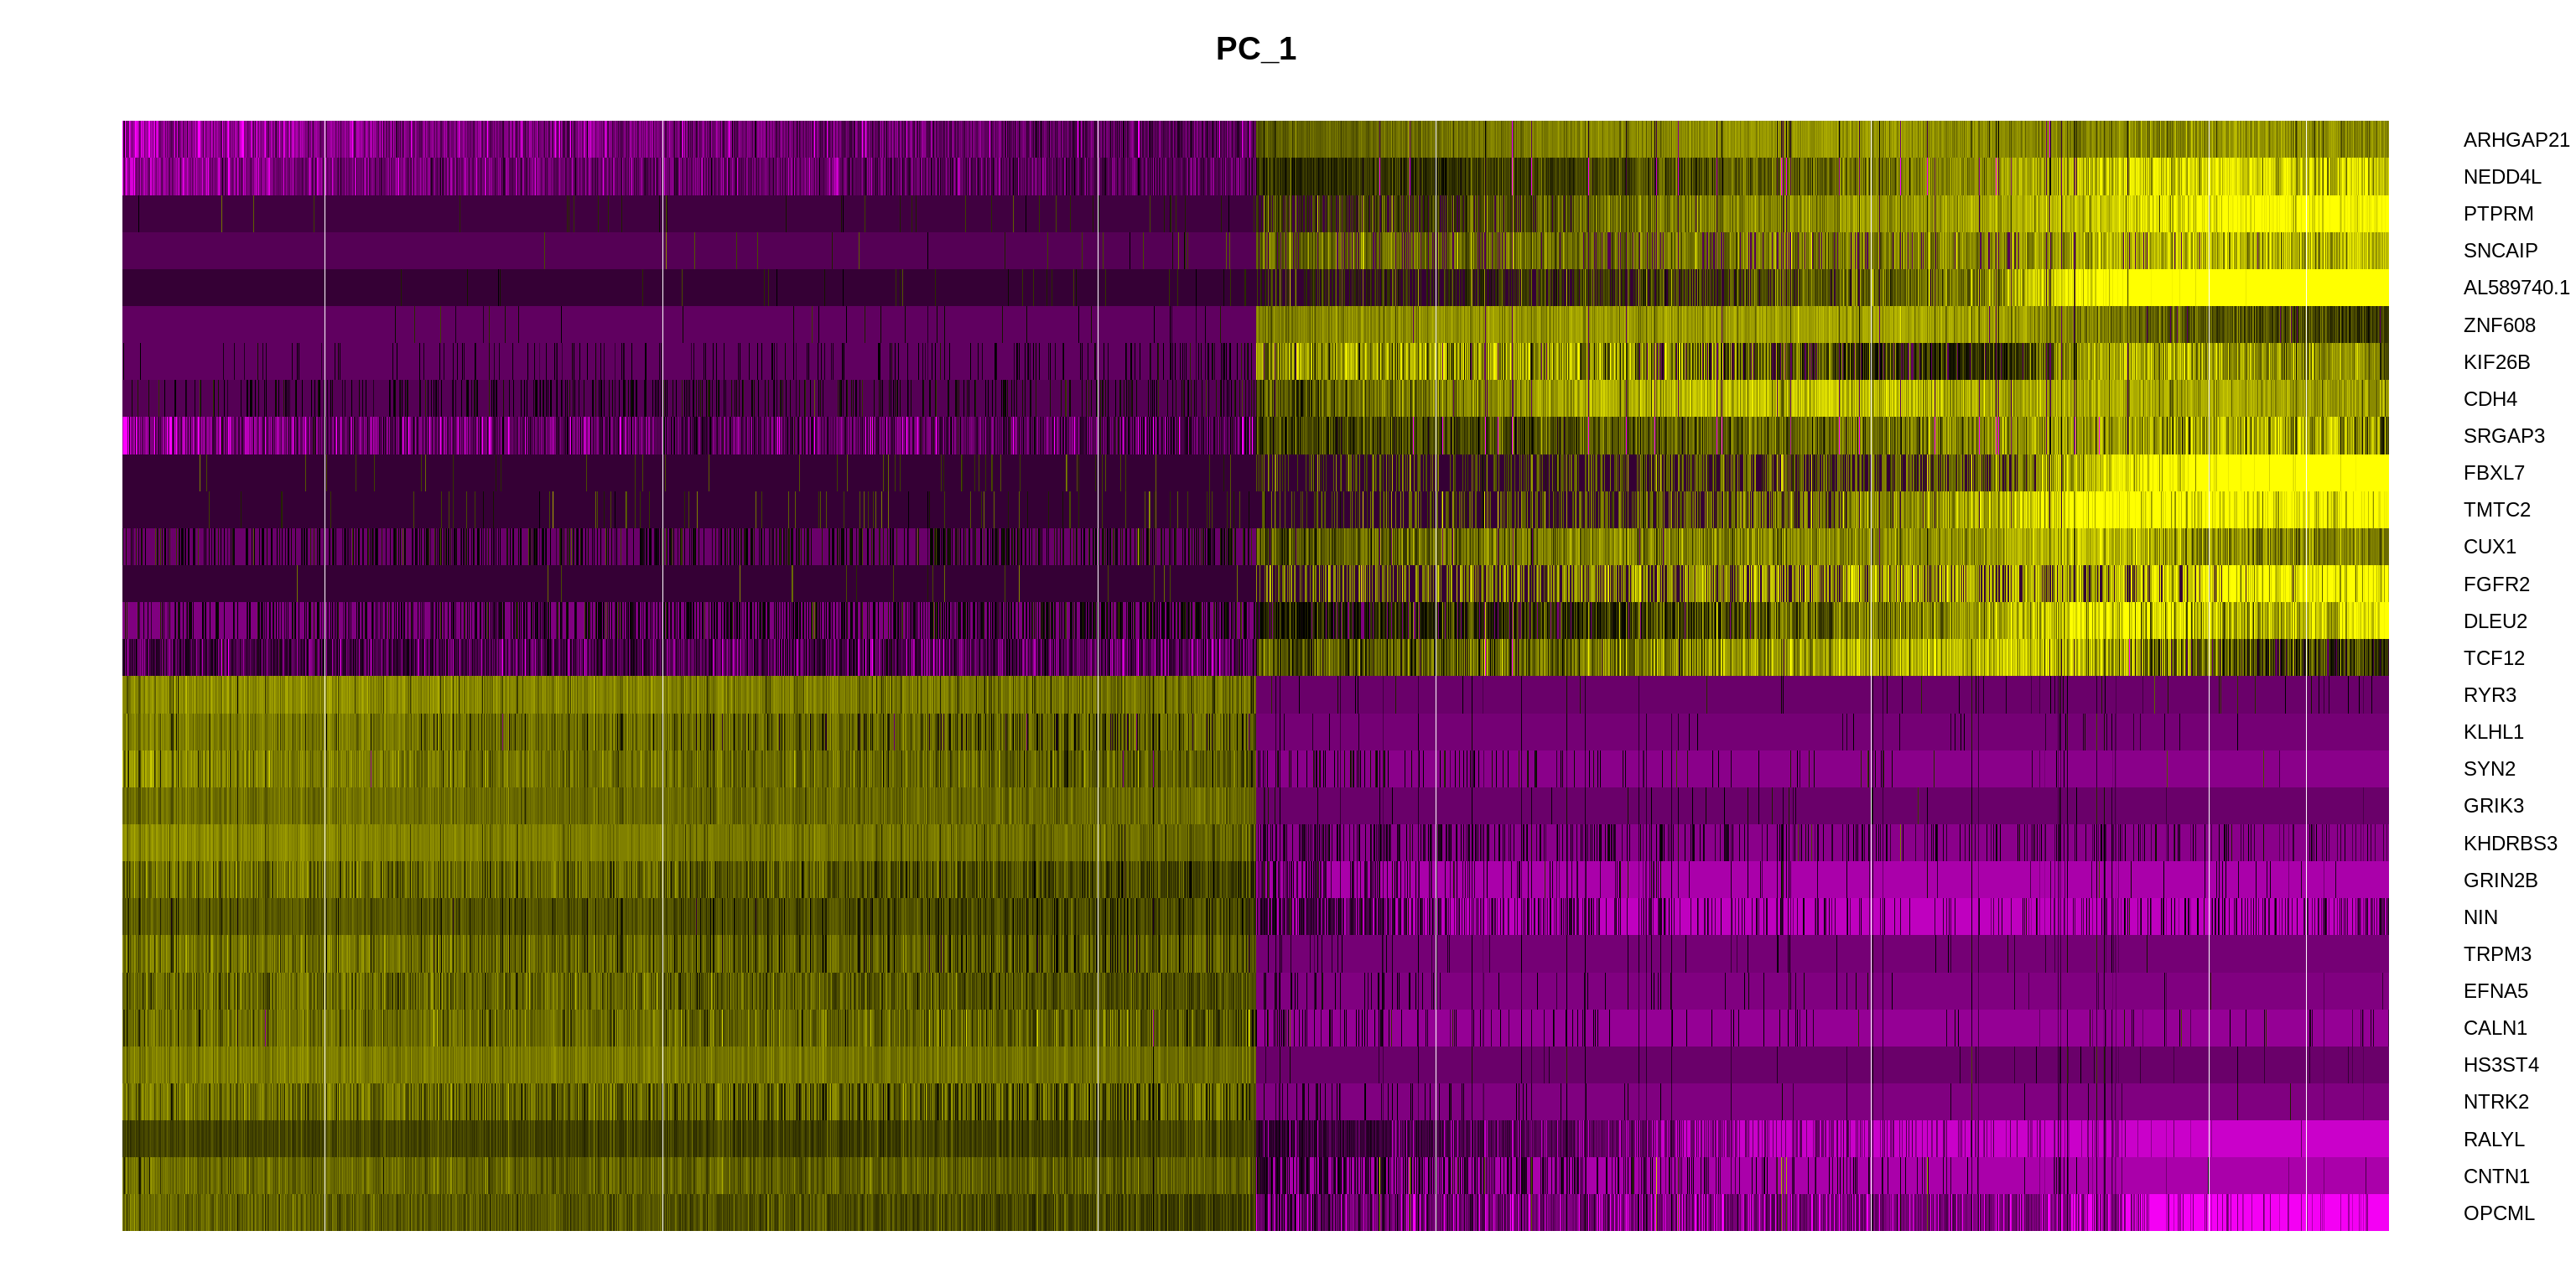 PC_1
ARHGAP21
NEDD4L
PTPRM
SNCAIP
AL589740.1
ZNF608
KIF26B
CDH4
SRGAP3
FBXL7
TMTC2
CUX1
FGFR2
DLEU2
TCF12
RYR3
KLHL1
SYN2
GRIK3
KHDRBS3
GRIN2B
NIN
TRPM3
EFNA5
CALN1
HS3ST4
NTRK2
RALYL
CNTN1
OPCML